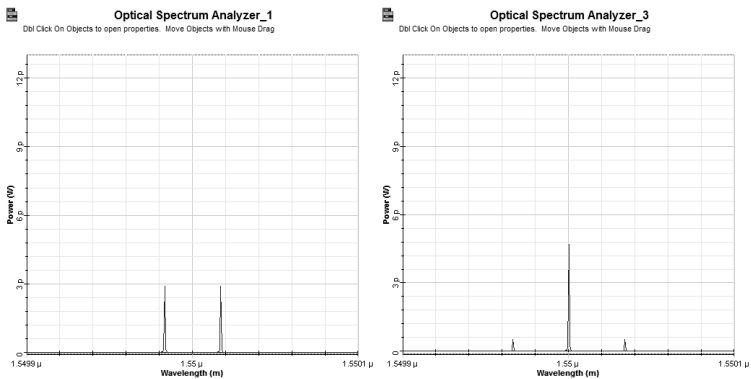 Optical Spectrum Analyzer_1
Dbl Click On Objects to open properties. Move Objects with Mouse Drag
Power (W)
12 p
9 p
6 p
3 p
0
1.5499 µ
1.55 µ
1.5501 µ
Wavelength (m)
Optical Spectrum Analyzer_3
Dbl Click On Objects to open properties. Move Objects with Mouse Drag
Power (W)
12 p
9 p
6 p
3 p
0
1.5499 µ
1.55 µ
1.5501 µ
Wavelength (m)